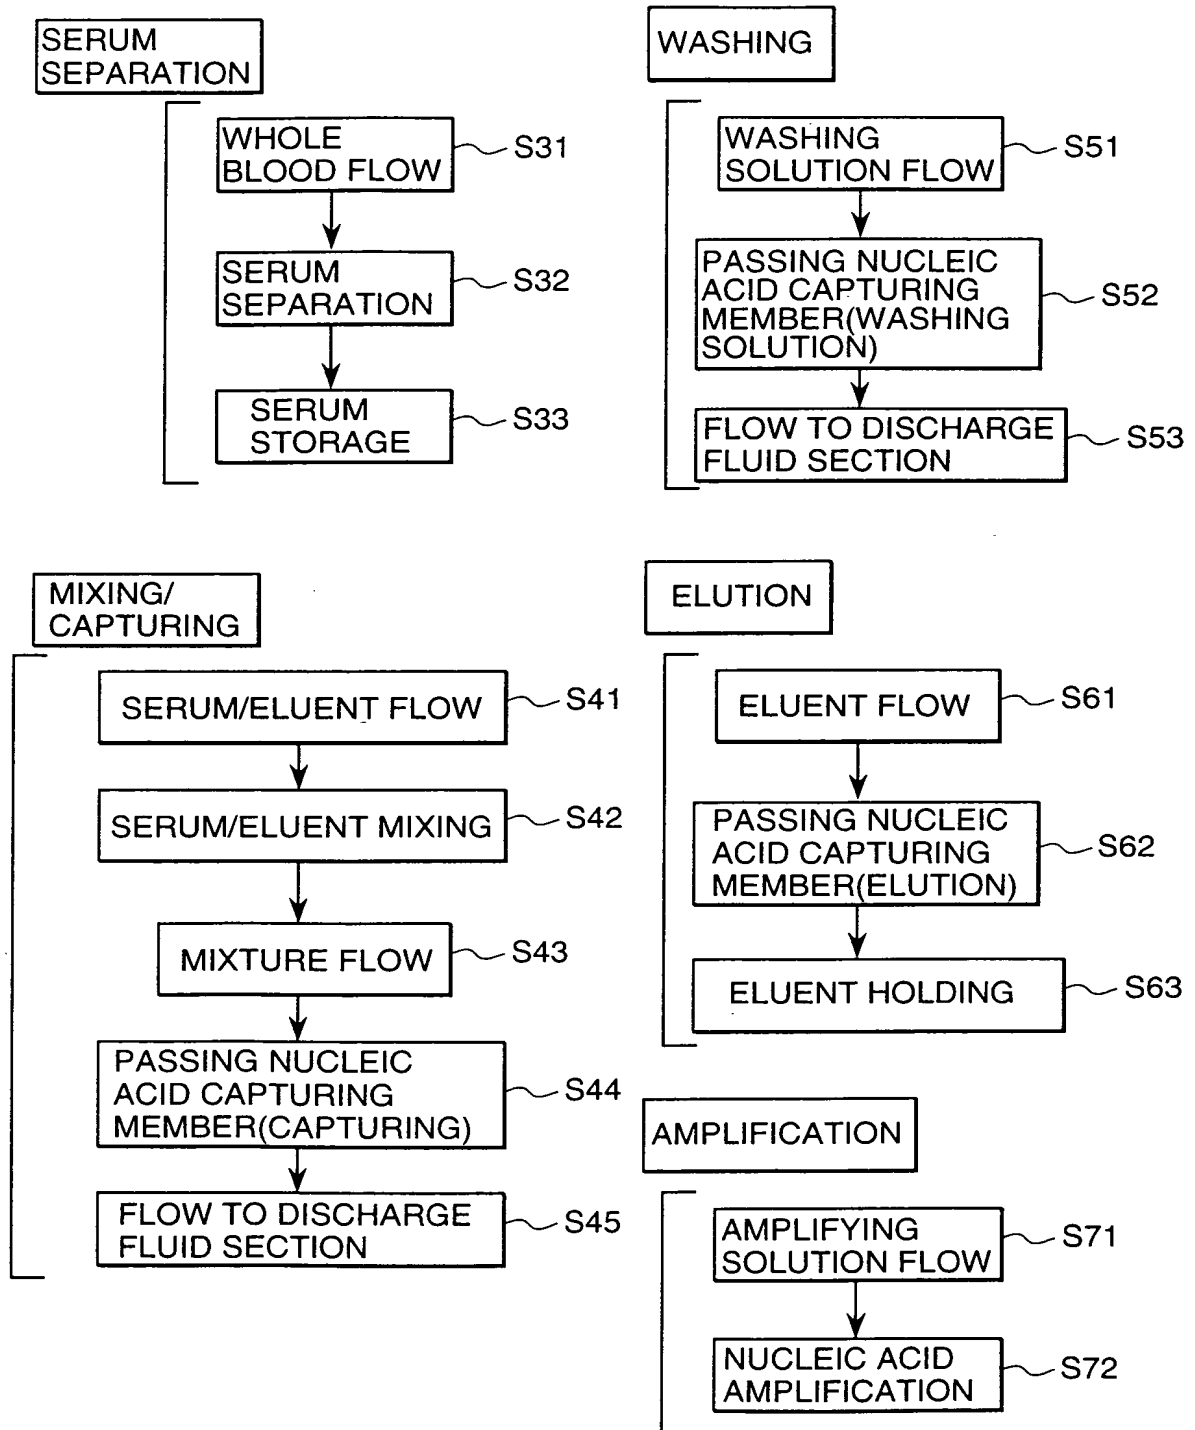 SERUM
SEPARATION
WHOLE
BLOOD FLOW
S31
SERUM
SEPARATION
S32
SERUM
STORAGE
S33
MIXING/
CAPTURING
SERUM/ELUENT FLOW
S41
SERUM/ELUENT MIXING
S42
MIXTURE FLOW
S43
PASSING NUCLEIC
ACID CAPTURING
MEMBER(CAPTURING)
S44
FLOW TO DISCHARGE
FLUID SECTION
S45
WASHING
WASHING
SOLUTION FLOW
S51
PASSING NUCLEIC
ACID CAPTURING
MEMBER(WASHING
SOLUTION)
S52
FLOW TO DISCHARGE
FLUID SECTION
S53
ELUTION
ELUENT FLOW
S61
PASSING NUCLEIC
ACID CAPTURING
MEMBER(ELUTION)
S62
ELUENT HOLDING
S63
AMPLIFICATION
AMPLIFYING
SOLUTION FLOW
S71
NUCLEIC ACID
AMPLIFICATION
S72